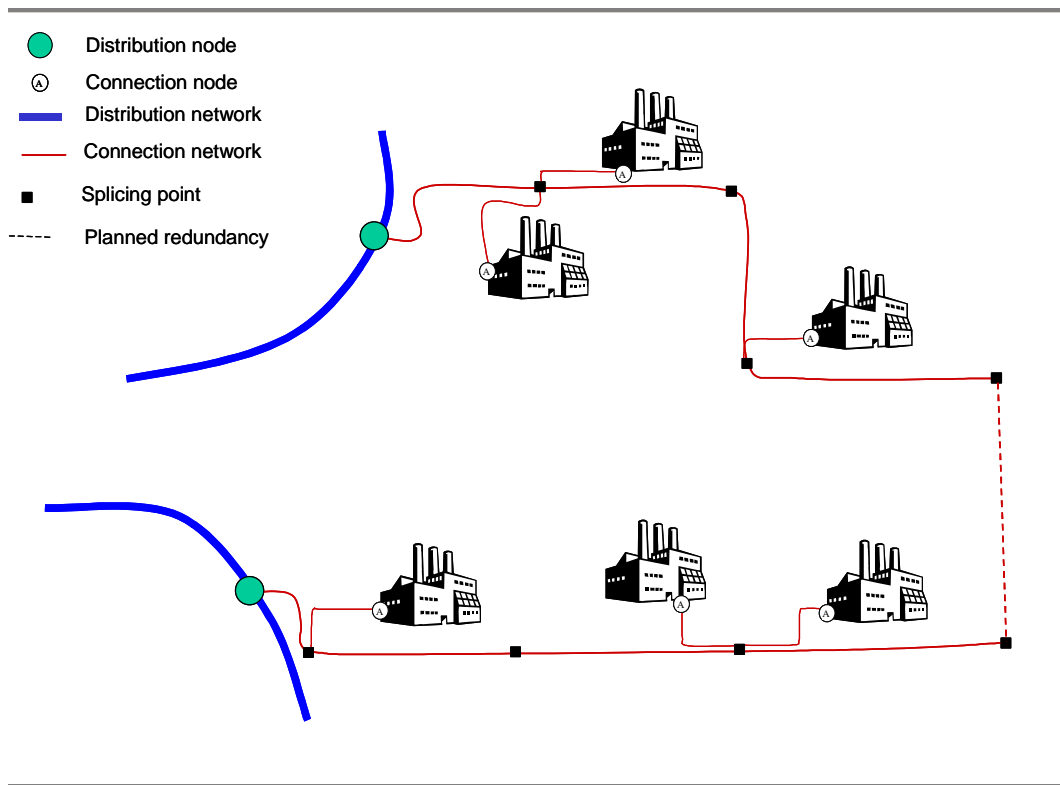 Distribution node
A Connection node
Distribution network
Connection network
Splicing point
Planned redundancy
A
A
A
A
A
A